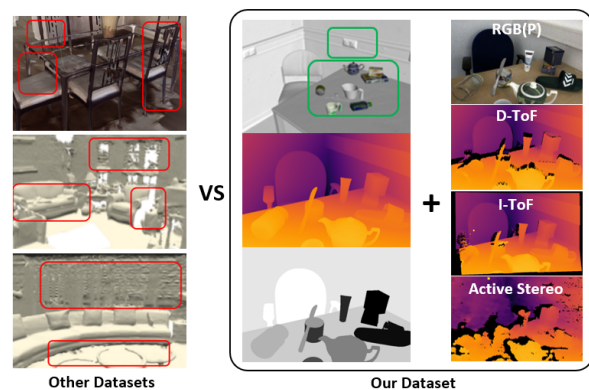 RGB(P)
D-ToF
VS
+
I-ToF
Active Stereo
Other Datasets
Our Dataset